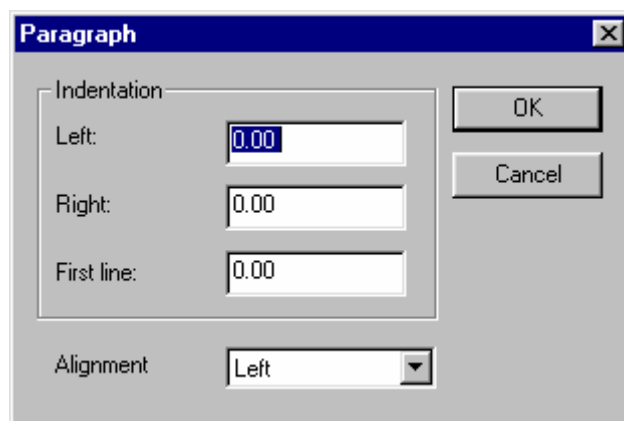 Paragraph
Indentation
Left: 0.00
Right: 0.00
First line: 0.00
Alignment Left
OK
Cancel